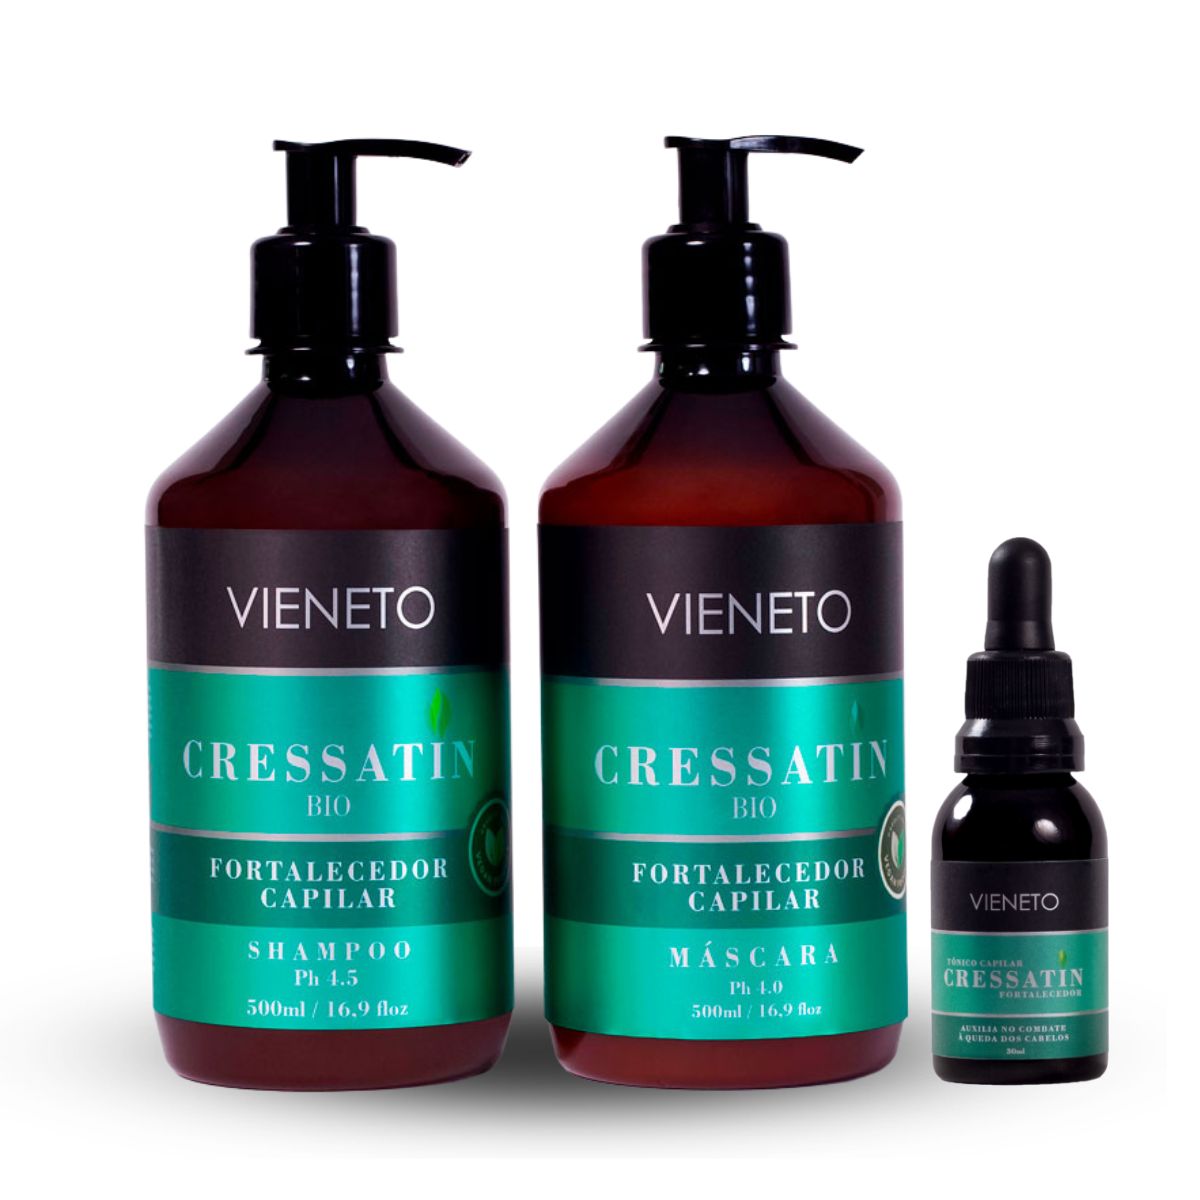 VIENETO
CRESSATIN
BIO
FORTALECEDOR
CAPILAR
SHAMPOO
Ph 4.5
500ml / 16,9 floz
VIENETO
CRESSATIN
BIO
FORTALECEDOR
CAPILAR
MÁSCARA
Ph 4.0
500ml / 16,9 floz
VIENETO
TÔNICO CAPILAR
CRESSATIN
FORTALECEDOR
AUXILIA NO COMBATE
À QUEDA DOS CABELOS
30ml